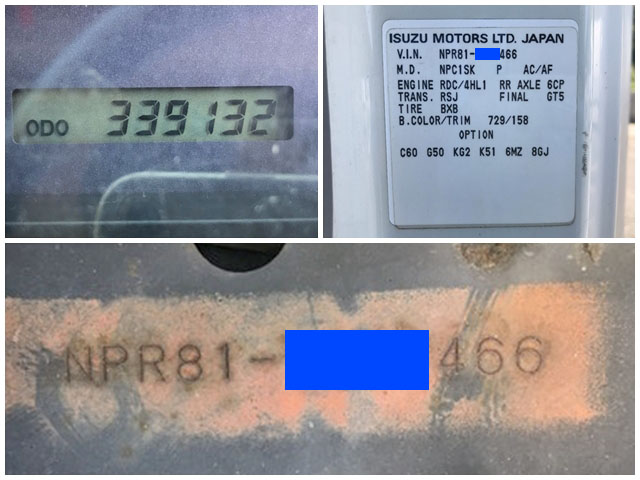 ODO 339132
ISUZU MOTORS LTD. JAPAN
V.I.N. NPR81- 466
M.D. NPC1SK P AC/AF
ENGINE RDC/4HL1 RR AXLE 6CP
TRANS. RSJ FINAL GT5
TIRE BXB
B.COLOR/TRIM 729/158
OPTION
C60 G50 KG2 K51 6MZ 8GJ
NPR81- 466